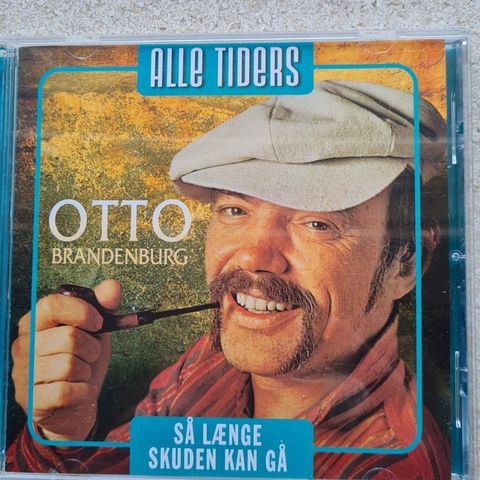 ALLE TIDERS
OTTO
BRANDENBURG
SÅ LÆNGE
SKUDEN KAN GÅ